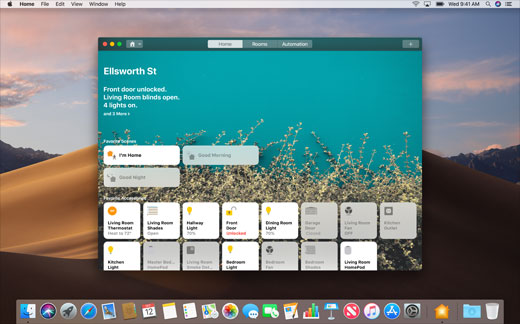 Home File Edit View Window Help
Wed 9:41 AM
Home Rooms Automation
Ellsworth St
Front door unlocked.
Living Room blinds open.
4 lights on.
and 3 More >
Favorite Scenes
I'm Home
Good Morning
Good Night
Favorite Accessories
Living Room
Thermostat
Heat to 72°
Living Room
Shades
Open
Hallway
Light
70%
Front
Door
Unlocked
Dining Room
Light
70%
Garage
Door
Closed
Living Room
Fan
Off
Kitchen
Outlet
Kitchen
Light
Master Bed...
HomePod
Living Room
Smoke Det...
Bedroom
Light
Bedroom
Fan
Bedroom
Shades
Living Room
HomePod
12